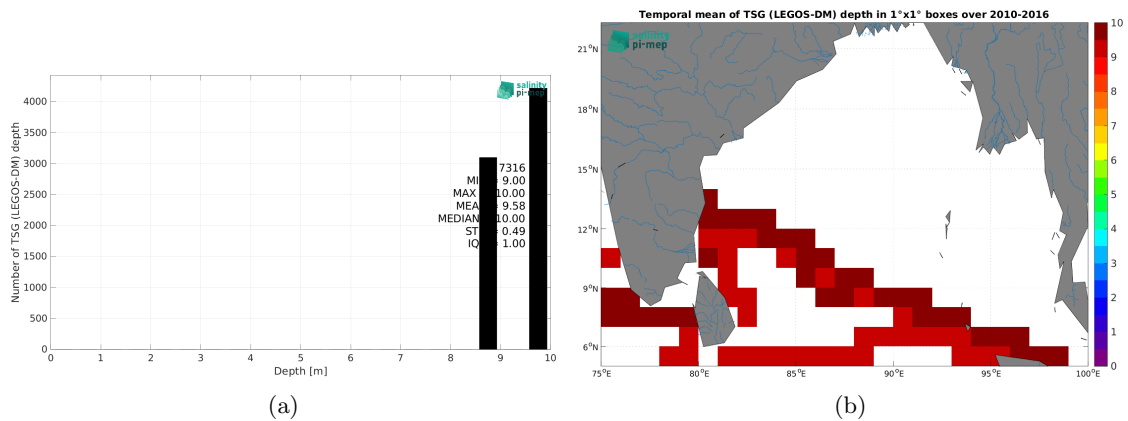 Temporal mean of TSG (LEGOS-DM) depth in 1°x1° boxes over 2010-2016
salinity
pi-mep
4000
3500
3000
2500
2000
1500
1000
500
0
Number of TSG (LEGOS-DM) depth
7316
= 9.00
MAX 10.00
9.58
MEDIAN 10.00
= 0.49
= 1.00
0 1 2 3 4 5 6 7 8 9 10
Depth [m]
(a)
salinity
pi-mep
21°N
18°N
15°N
12°N
9°N
6°N
75°E 80°E 85°E 90°E 95°E 100°E
10
9
8
7
6
5
4
3
2
1
0
(b)